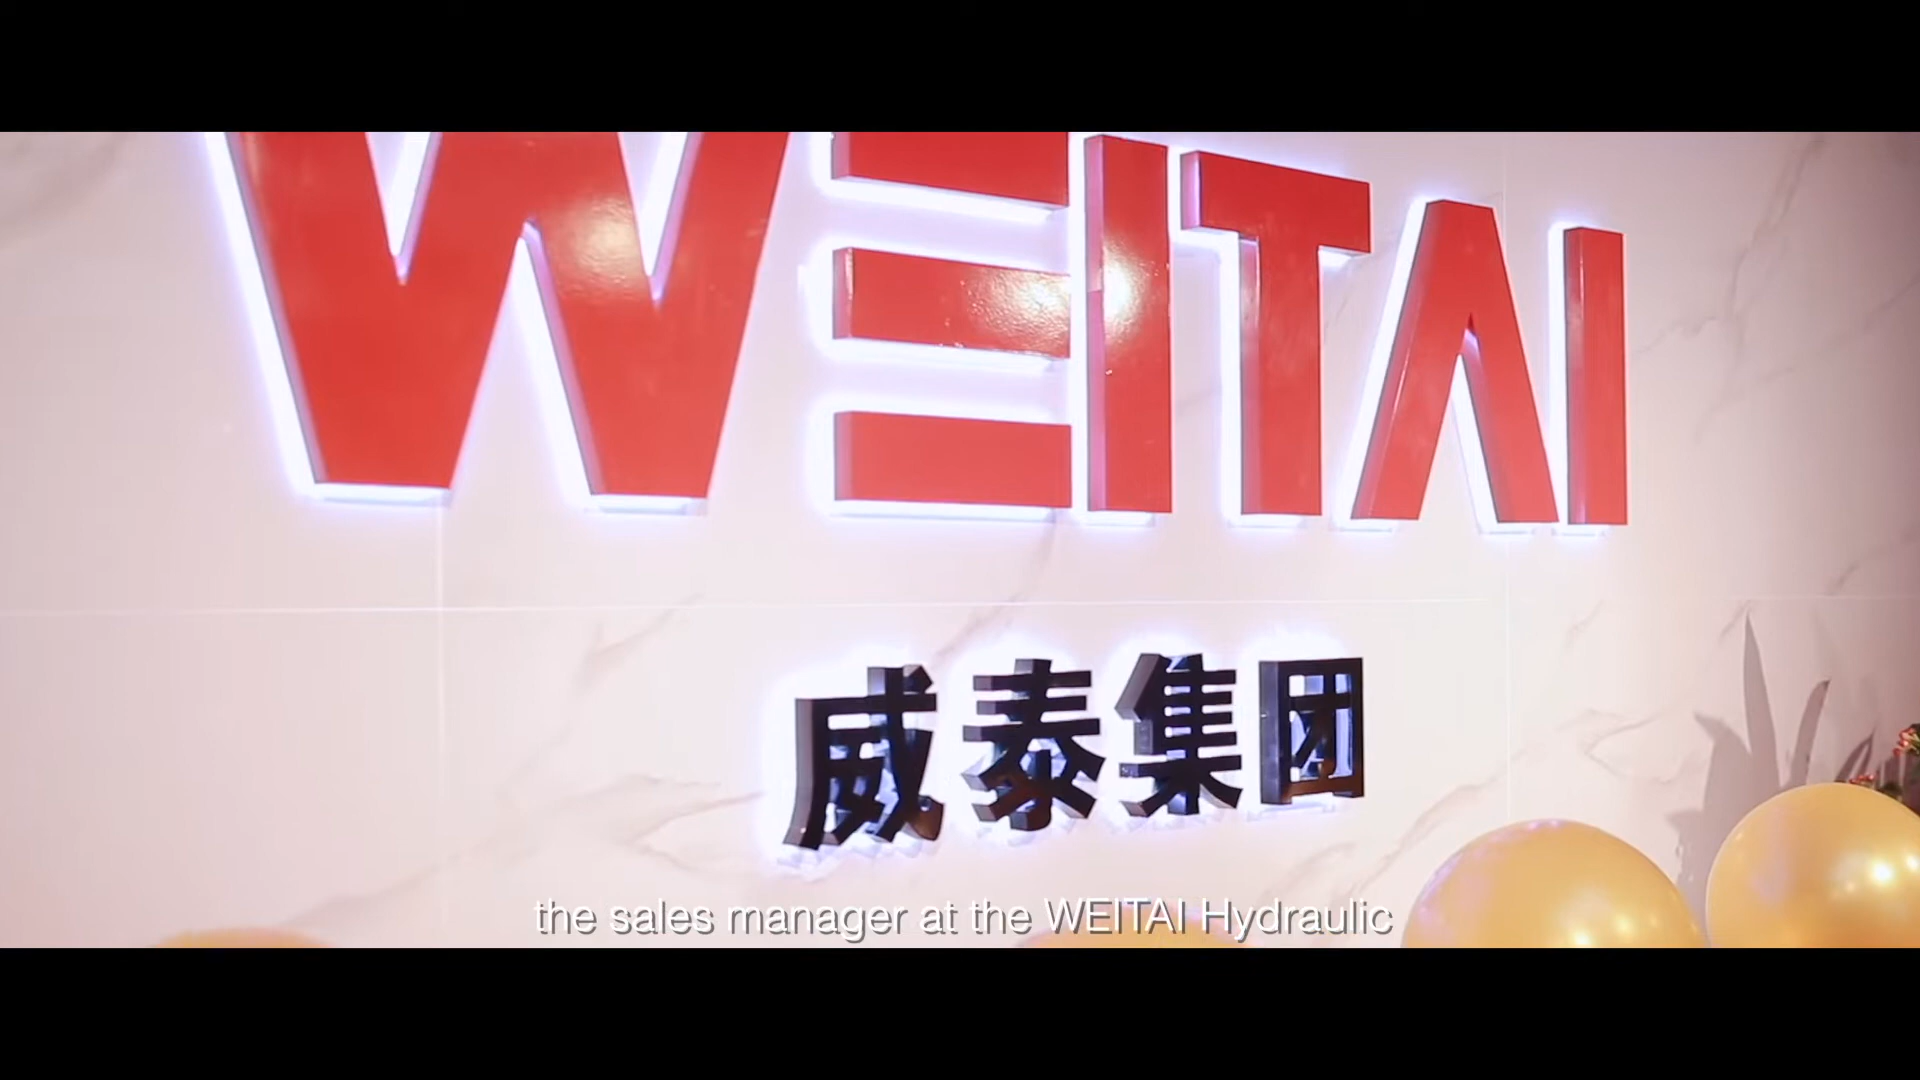 WEITAI
威泰集团
the sales manager at the WEITAI Hydraulic